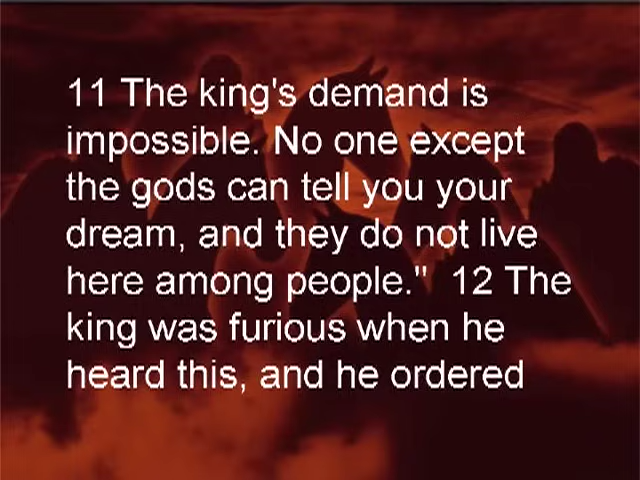 11 The king's demand is
impossible. No one except
the gods can tell you your
dream, and they do not live
here among people."  12 The
king was furious when he
heard this, and he ordered